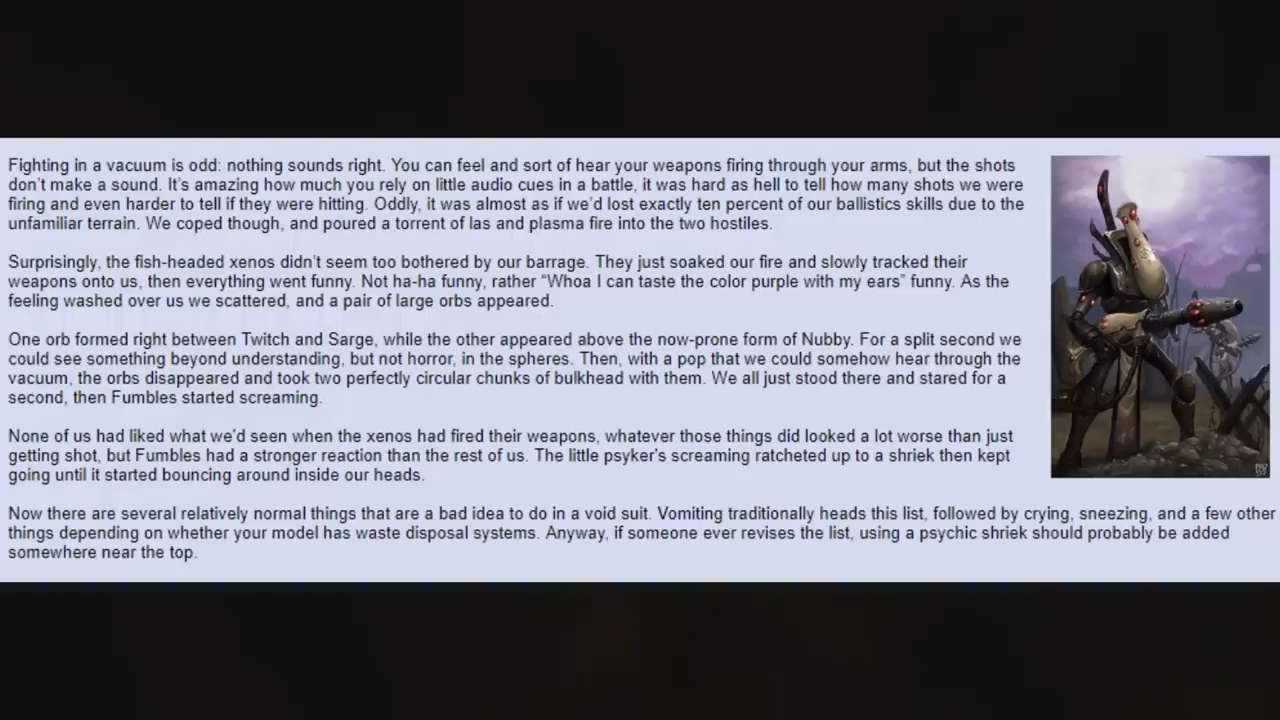 Fighting in a vacuum is odd: nothing sounds right. You can feel and sort of hear your weapons firing through your arms, but the shots
don't make a sound. It's amazing how much you rely on little audio cues in a battle, it was hard as hell to tell how many shots we were
firing and even harder to tell if they were hitting. Oddly, it was almost as if we'd lost exactly ten percent of our ballistics skills due to the
unfamiliar terrain. We coped though, and poured a torrent of las and plasma fire into the two hostiles.
Surprisingly, the fish-headed xenos didn't seem too bothered by our barrage. They just soaked our fire and slowly tracked their
weapons onto us, then everything went funny. Not ha-ha funny, rather “Whoa I can taste the color purple with my ears” funny. As the
feeling washed over us we scattered, and a pair of large orbs appeared.
One orb formed right between Twitch and Sarge, while the other appeared above the now-prone form of Nubby. For a split second we
could see something beyond understanding, but not horror, in the spheres. Then, with a pop that we could somehow hear through the
vacuum, the orbs disappeared and took two perfectly circular chunks of bulkhead with them. We all just stood there and stared for a
second, then Fumbles started screaming.
None of us had liked what we'd seen when the xenos had fired their weapons, whatever those things did looked a lot worse than just
getting shot, but Fumbles had a stronger reaction than the rest of us. The little psyker's screaming ratcheted up to a shriek then kept
going until it started bouncing around inside our heads.
Now there are several relatively normal things that are a bad idea to do in a void suit. Vomiting traditionally heads this list, followed by crying, sneezing, and a few other
things depending on whether your model has waste disposal systems. Anyway, if someone ever revises the list, using a psychic shriek should probably be added
somewhere near the top.